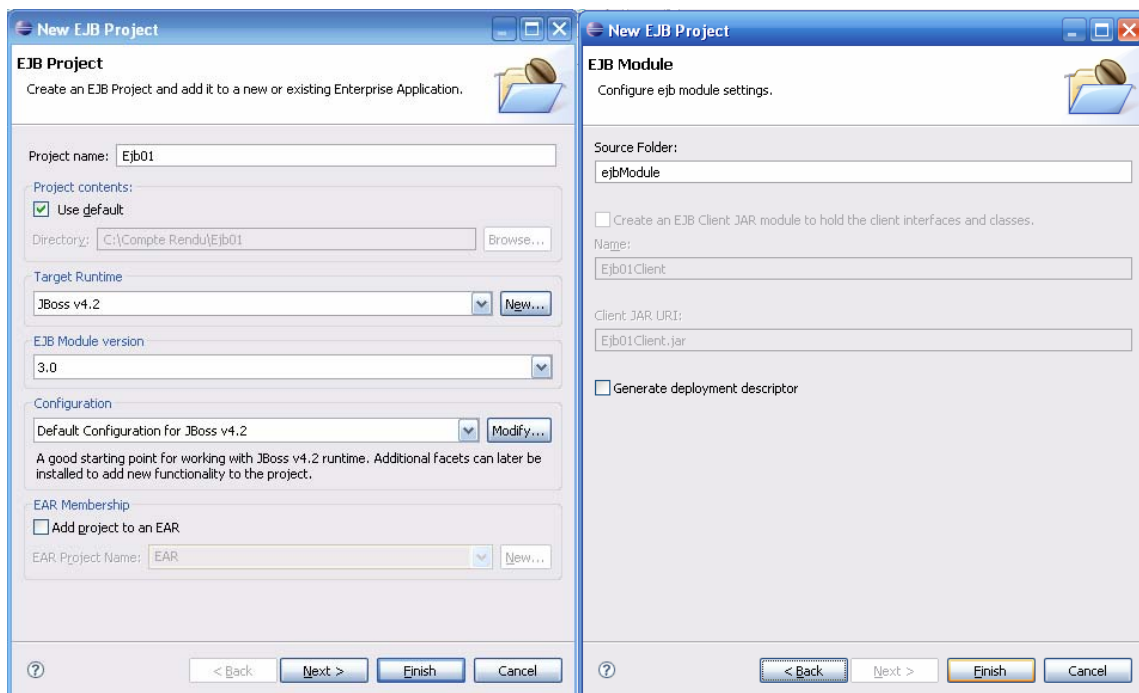 New EJB Project
EJB Project
Create an EJB Project and add it to a new or existing Enterprise Application.
Project name: Ejb01
Project contents:
Use default
Directory: C:\Compte Rendu\Ejb01 Browse...
Target Runtime
JBoss v4.2 New...
EJB Module version
3.0
Configuration
Default Configuration for JBoss v4.2 Modify...
A good starting point for working with JBoss v4.2 runtime. Additional facets can later be
installed to add new functionality to the project.
EAR Membership
Add project to an EAR
EAR Project Name: EAR New...
? < Back Next > Finish Cancel
New EJB Project
EJB Module
Configure ejb module settings.
Source Folder:
ejbModule
Create an EJB Client JAR module to hold the client interfaces and classes.
Name:
Ejb01Client
Client JAR URI:
Ejb01Client.jar
Generate deployment descriptor
? < Back Next > Finish Cancel